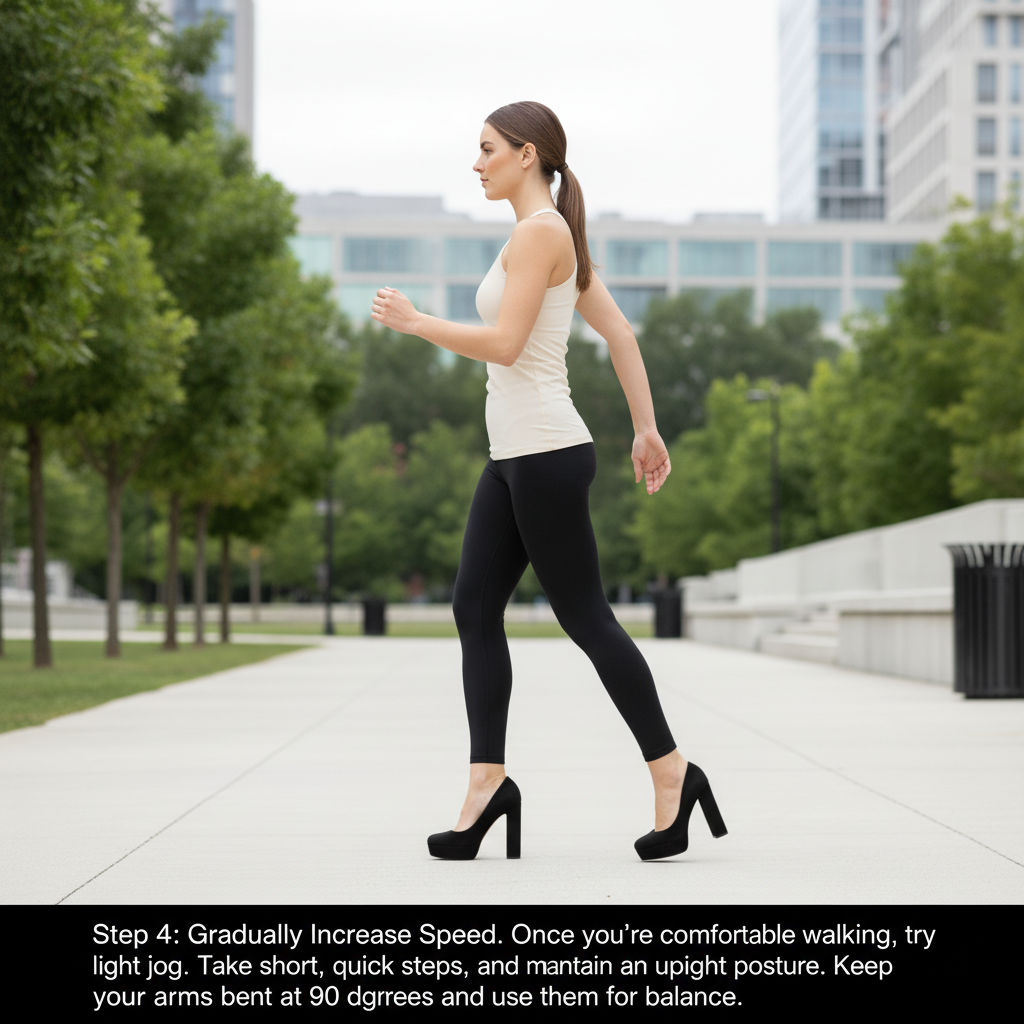 Step 4: Gradually Increase Speed. Once you're comfortable walking, try
light jog. Take short, quick steps, and mantain an upight posture. Keep
your arms bent at 90 dgrrees and use them for balance.